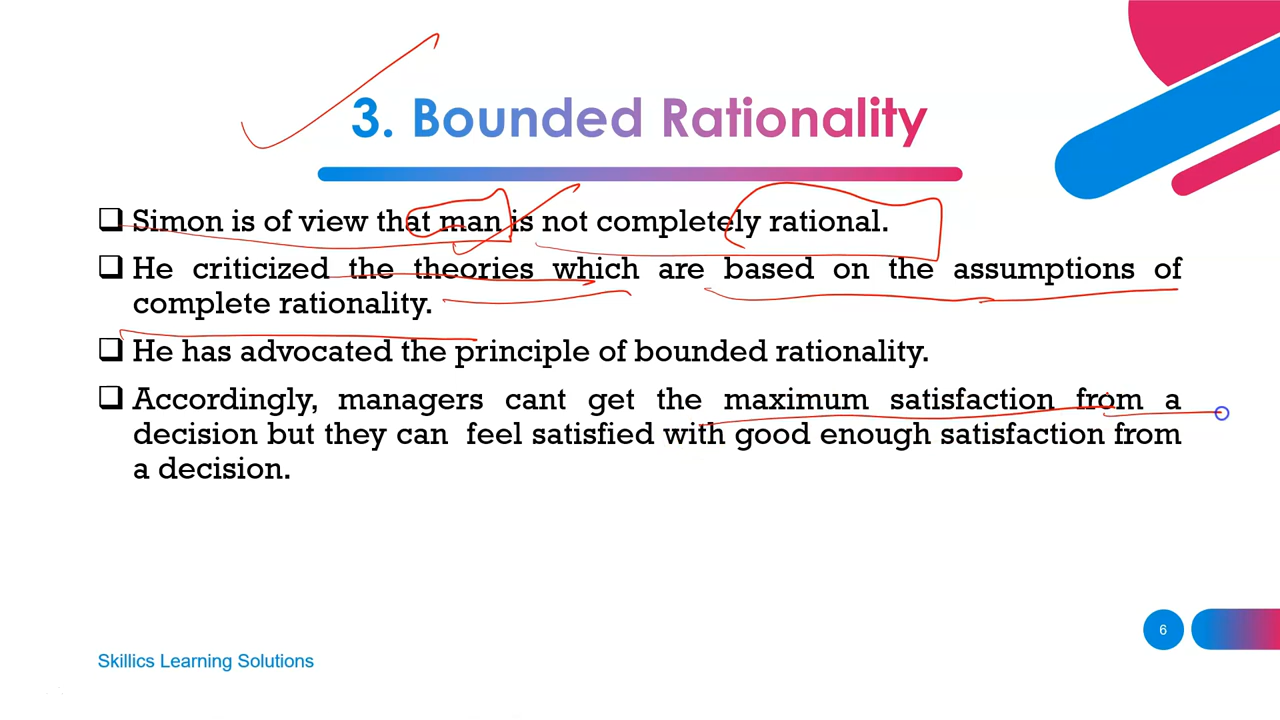 3. Bounded Rationality
❑ Simon is of view that man is not completely rational.
❑ He criticized the theories which are based on the assumptions of
complete rationality.
❑ He has advocated the principle of bounded rationality.
❑ Accordingly, managers cant get the maximum satisfaction from a
decision but they can feel satisfied with good enough satisfaction from
a decision.
6
Skillics Learning Solutions